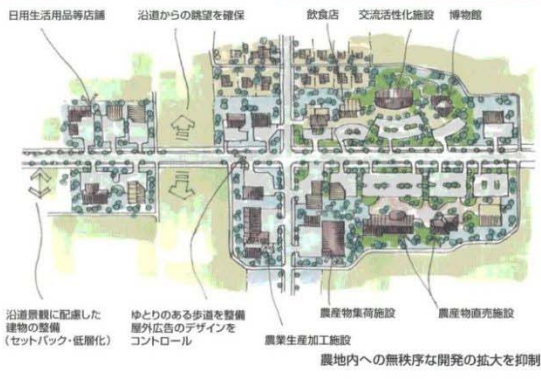 日用生活用品等店舗
沿道からの眺望を確保
飲食店
交流活性化施設
博物館
沿道景観に配慮した
建物の整備
（セットバック・低層化）
ゆとりのある歩道を整備
屋外広告のデザインを
コントロール
農業生産加工施設
農産物集荷施設
農産物直売施設
農地内への無秩序な開発の拡大を抑制